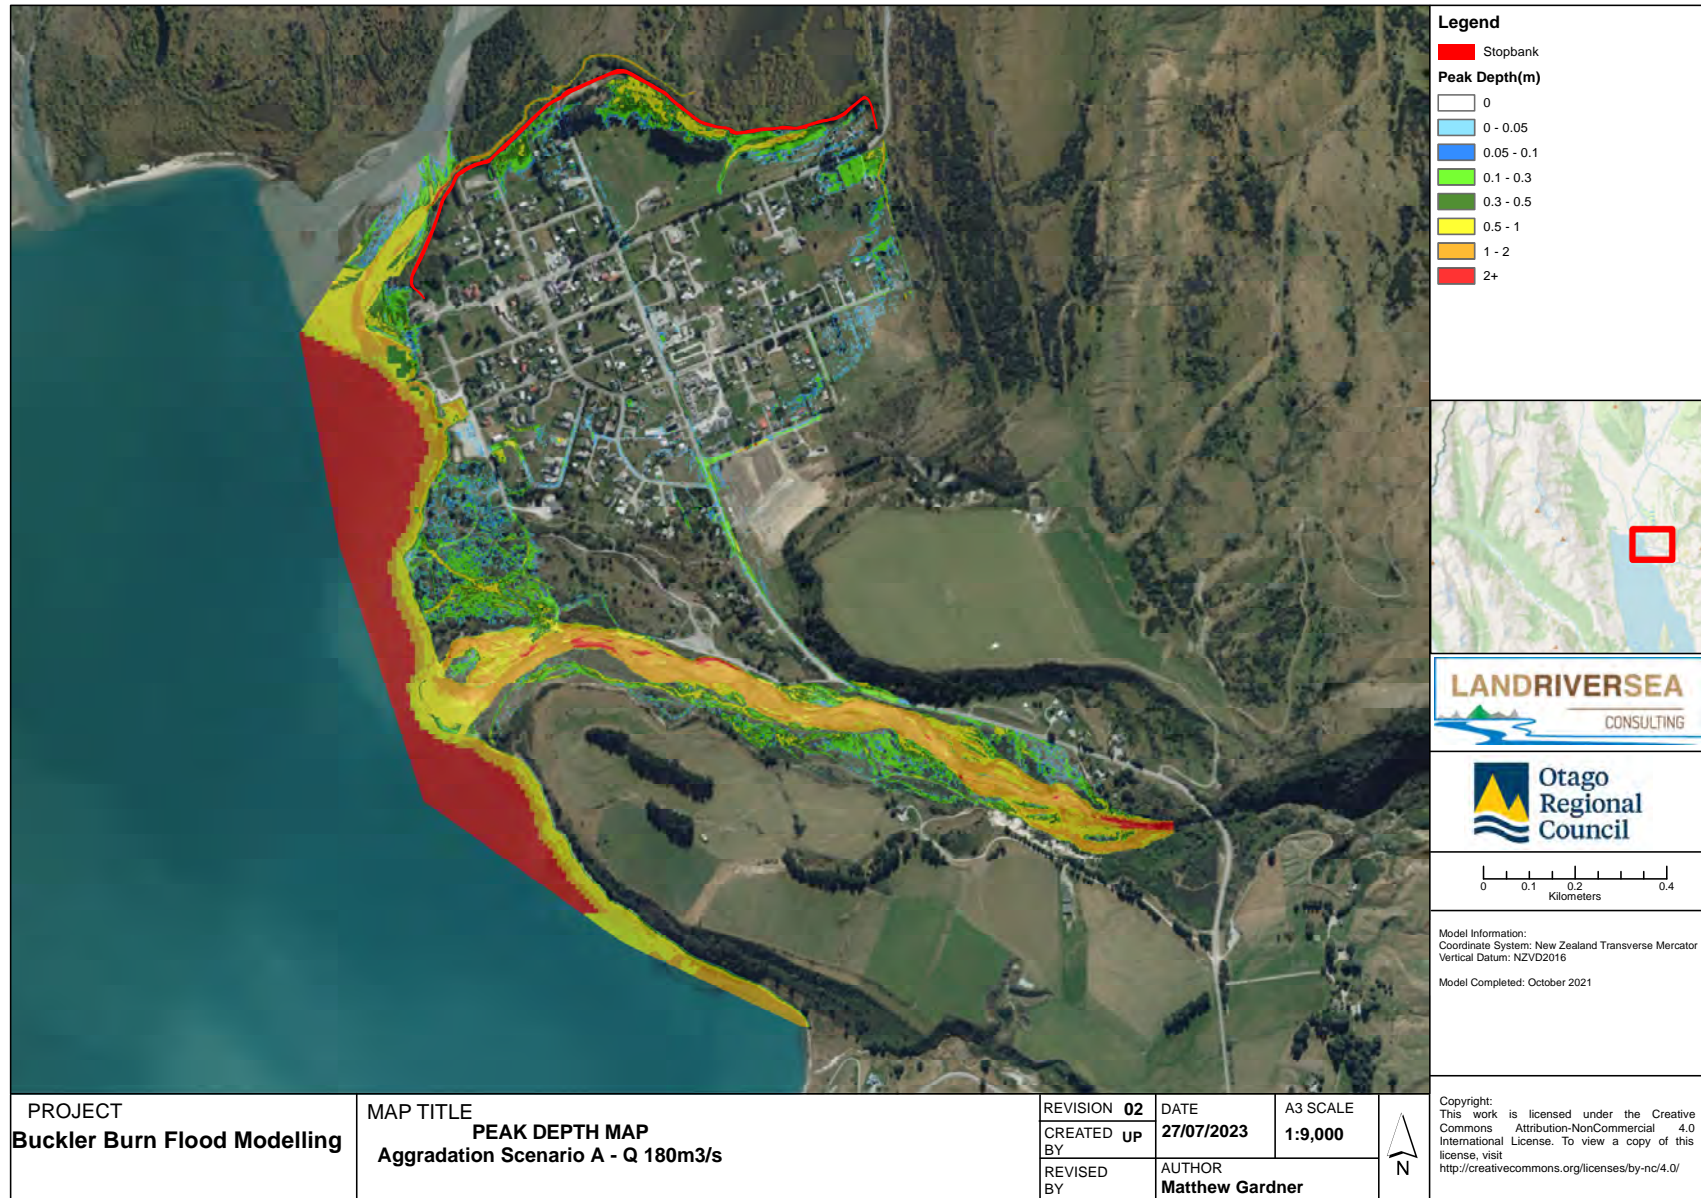 Legend
Stopbank
Peak Depth(m)
0
0 - 0.05
0.05 - 0.1
0.1 - 0.3
0.3 - 0.5
0.5 - 1
1 - 2
2+
LANDRIVERSEA
CONSULTING
Otago
Regional
Council
0 0.1 0.2 0.4
Kilometers
Model Information:
Coordinate System: New Zealand Transverse Mercator
Vertical Datum: NZVD2016
Model Completed: October 2021
Copyright:
This work is licensed under the Creative
Commons Attribution-NonCommercial 4.0
International License. To view a copy of this
license, visit
http://creativecommons.org/licenses/by-nc/4.0/
PROJECT
Buckler Burn Flood Modelling
MAP TITLE
PEAK DEPTH MAP
Aggradation Scenario A - Q 180m3/s
REVISION 02
CREATED BY UP
REVISED BY
DATE
27/07/2023
A3 SCALE
1:9,000
AUTHOR
Matthew Gardner
N